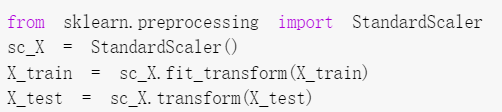 from sklearn.preprocessing import StandardScaler
sc_X = StandardScaler()
X_train = sc_X.fit_transform(X_train)
X_test = sc_X.transform(X_test)